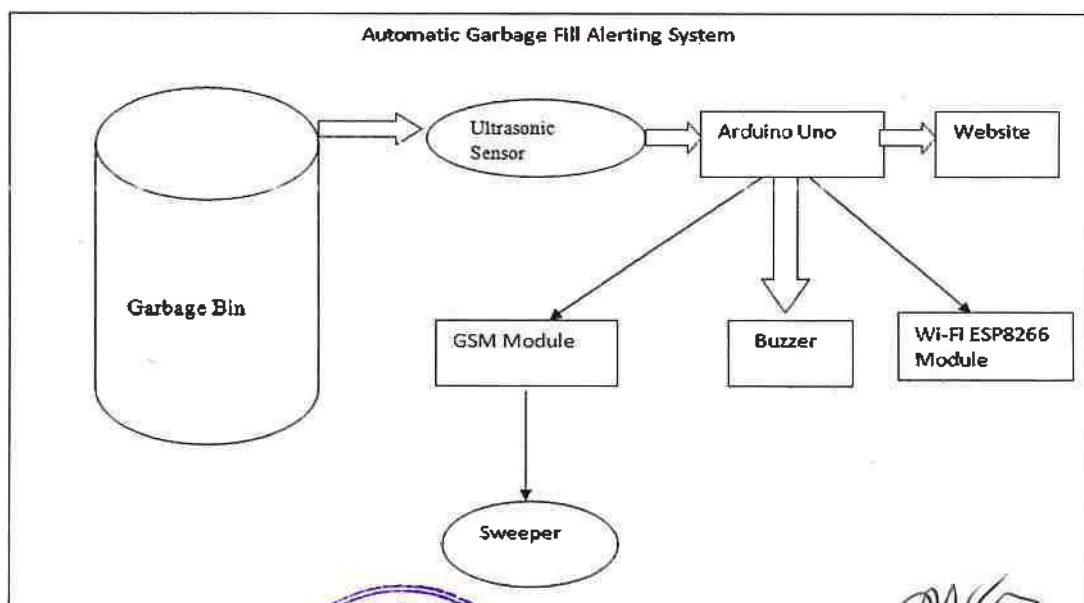 Automatic Garbage Fill Alerting System
Ultrasonic
Sensor
Arduino Uno
Website
Garbage Bin
GSM Module
Buzzer
Wi-Fi ESP8266
Module
Sweeper